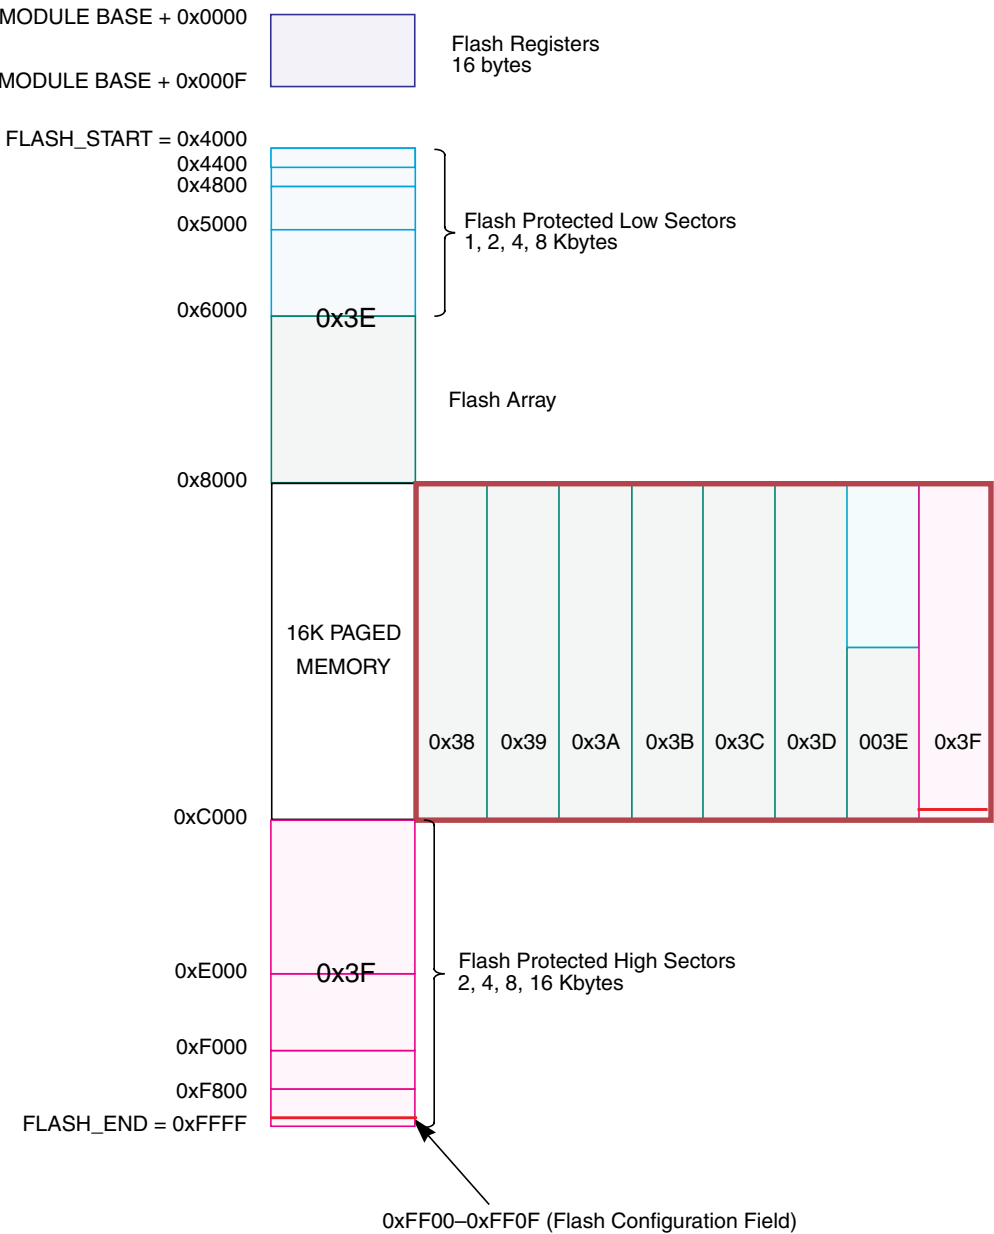 MODULE BASE + 0x0000
Flash Registers
16 bytes
MODULE BASE + 0x000F
FLASH_START = 0x4000
0x4400
0x4800
0x5000
Flash Protected Low Sectors
1, 2, 4, 8 Kbytes
0x6000
0x3E
Flash Array
0x8000
16K PAGED
MEMORY
0x38 0x39 0x3A 0x3B 0x3C 0x3D 003E 0x3F
0xC000
0xE000
0x3F
Flash Protected High Sectors
2, 4, 8, 16 Kbytes
0xF000
0xF800
FLASH_END = 0xFFFF
0xFF00–0xFF0F (Flash Configuration Field)